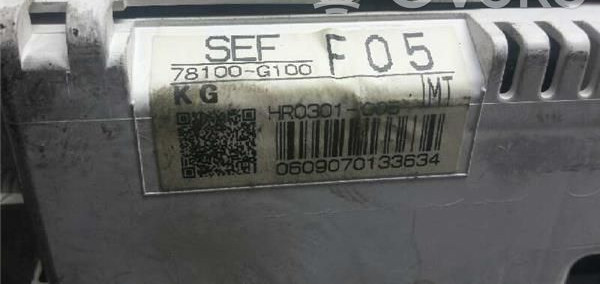 SEF F05
78100-G100
KG MT
HR0301-
0609070133634